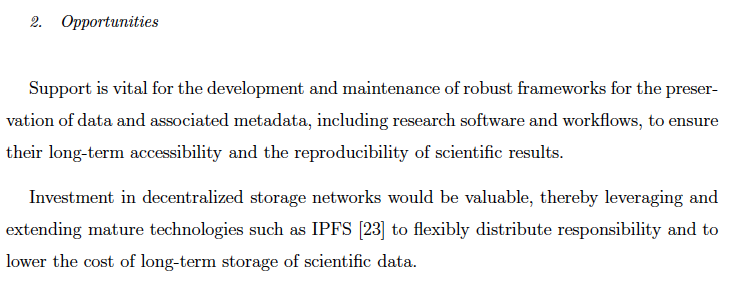 2. Opportunities
Support is vital for the development and maintenance of robust frameworks for the preser-
vation of data and associated metadata, including research software and workflows, to ensure
their long-term accessibility and the reproducibility of scientific results.
Investment in decentralized storage networks would be valuable, thereby leveraging and
extending mature technologies such as IPFS [23] to flexibly distribute responsibility and to
lower the cost of long-term storage of scientific data.